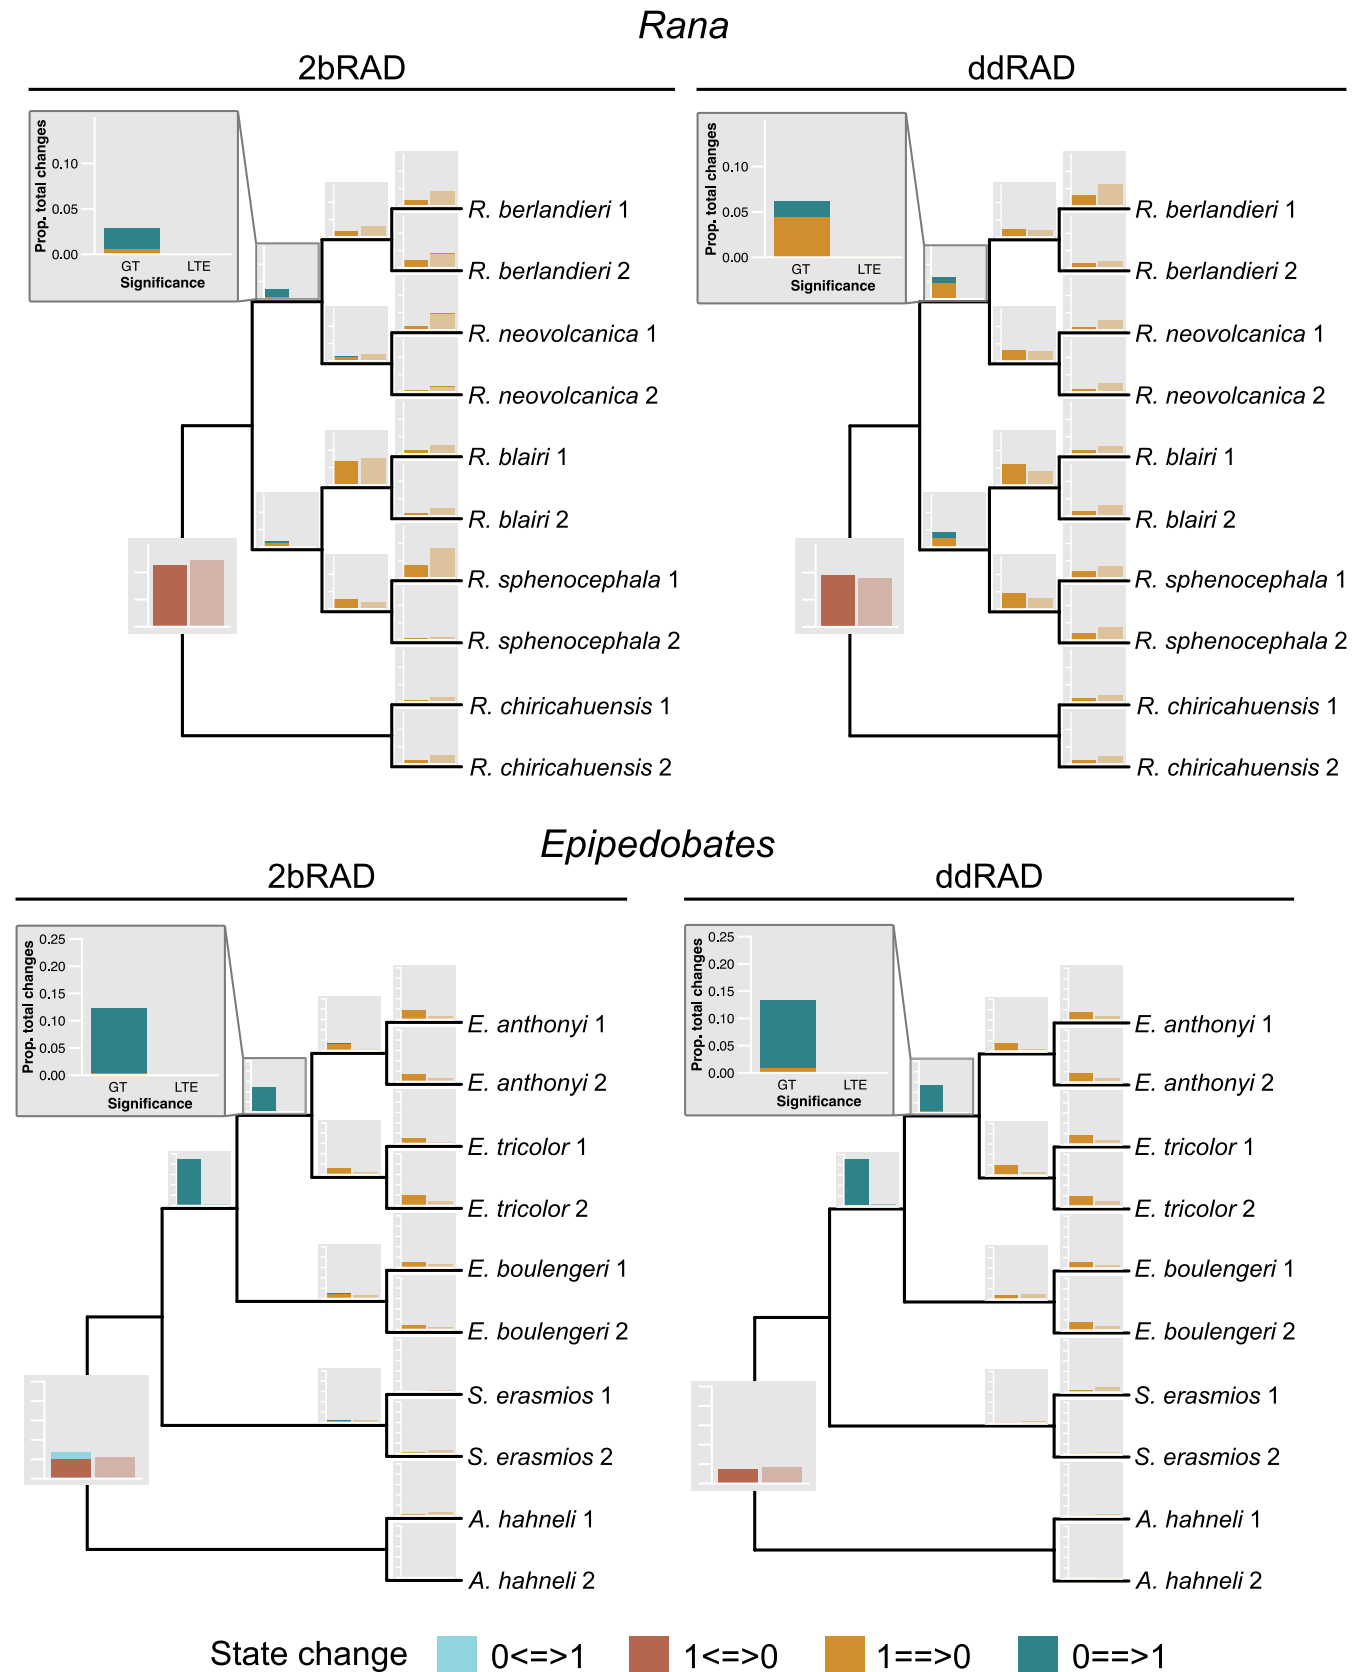 Rana
2bRAD
ddRAD
Prop. total changes
0.10
0.05
0.00
GT LTE
Significance
R. berlandieri 1
R. berlandieri 2
R. neovolcanica 1
R. neovolcanica 2
R. blairi 1
R. blairi 2
R. sphenocephala 1
R. sphenocephala 2
R. chiricahuensis 1
R. chiricahuensis 2
Prop. total changes
0.10
0.05
0.00
GT LTE
Significance
R. berlandieri 1
R. berlandieri 2
R. neovolcanica 1
R. neovolcanica 2
R. blairi 1
R. blairi 2
R. sphenocephala 1
R. sphenocephala 2
R. chiricahuensis 1
R. chiricahuensis 2
Epipedobates
2bRAD
ddRAD
Prop. total changes
0.25
0.20
0.15
0.10
0.05
0.00
GT LTE
Significance
E. anthonyi 1
E. anthonyi 2
E. tricolor 1
E. tricolor 2
E. boulengeri 1
E. boulengeri 2
S. erasmios 1
S. erasmios 2
A. hahneli 1
A. hahneli 2
Prop. total changes
0.25
0.20
0.15
0.10
0.05
0.00
GT LTE
Significance
E. anthonyi 1
E. anthonyi 2
E. tricolor 1
E. tricolor 2
E. boulengeri 1
E. boulengeri 2
S. erasmios 1
S. erasmios 2
A. hahneli 1
A. hahneli 2
State change 0<=>1 1<=>0 1==>0 0==>1